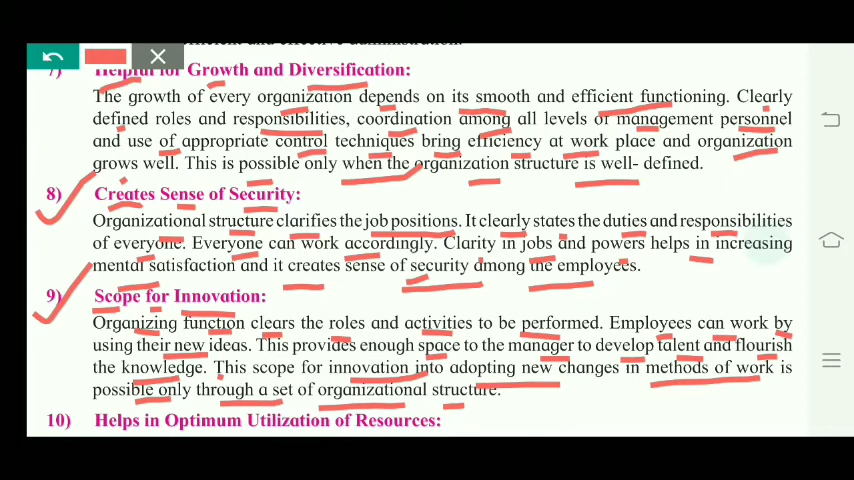 7) Helpful for Growth and Diversification:
The growth of every organization depends on its smooth and efficient functioning. Clearly
defined roles and responsibilities, coordination among all levels of management personnel
and use of appropriate control techniques bring efficiency at work place and organization
grows well. This is possible only when the organization structure is well- defined.
8) Creates Sense of Security:
Organizational structure clarifies the job positions. It clearly states the duties and responsibilities
of everyone. Everyone can work accordingly. Clarity in jobs and powers helps in increasing
mental satisfaction and it creates sense of security among the employees.
9) Scope for Innovation:
Organizing function clears the roles and activities to be performed. Employees can work by
using their new ideas. This provides enough space to the manager to develop talent and flourish
the knowledge. This scope for innovation into adopting new changes in methods of work is
possible only through a set of organizational structure.
10) Helps in Optimum Utilization of Resources: